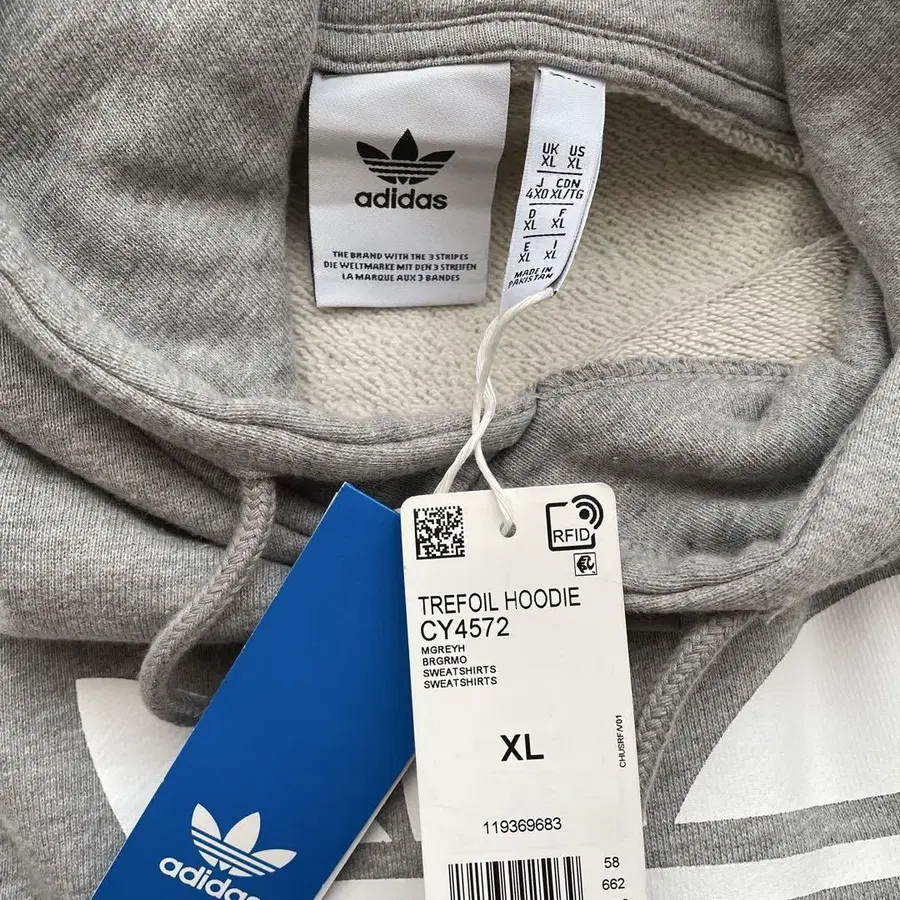 adidas
THE BRAND WITH THE 3 STRIPES
DIE WELTMARKE MIT DEN 3 STREIFEN
LA MARQUE AUX 3 BANDES
UK US
XL XL
J CDN
4XO XL/TG
D F
XL XL
E I
XL XL
MADE IN
PAKISTAN
RFID
TREFOIL HOODIE
CY4572
MGREYH
BRGRMO
SWEATSHIRTS
SWEATSHIRTS
XL
CHUSRF/V01
119369683
58
662
adidas